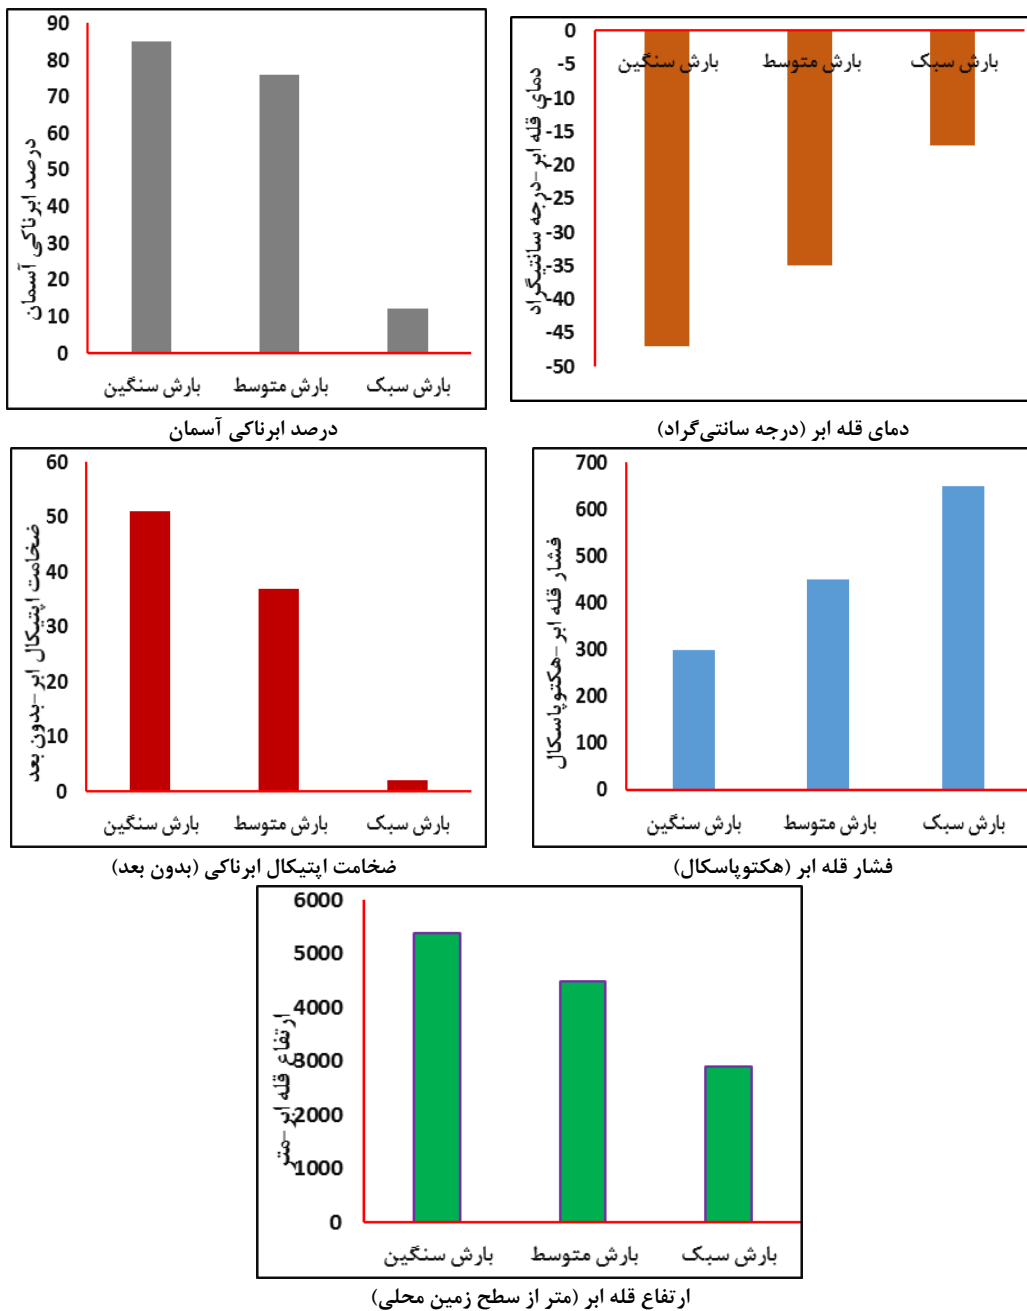 90
80
70
60
50
40
30
20
10
0
درصد ابرناکی آسمان
بارش سنگین
بارش متوسط
بارش سبک
درصد ابرناکی آسمان
0
-5
-10
-15
-20
-25
-30
-35
-40
-45
-50
دمای قله ابر-درجه سانتیگراد
بارش سنگین
بارش متوسط
بارش سبک
دمای قله ابر (درجه سانتی‌گراد)
60
50
40
30
20
10
0
ضخامت اپتیکال ابر-بدون بعد
بارش سنگین
بارش متوسط
بارش سبک
ضخامت اپتیکال ابرناکی (بدون بعد)
700
600
500
400
300
200
100
0
فشار قله ابر-هکتوپاسکال
بارش سنگین
بارش متوسط
بارش سبک
فشار قله ابر (هکتوپاسکال)
6000
5000
4000
3000
2000
1000
0
ارتفاع قله ابر-متر
بارش سنگین
بارش متوسط
بارش سبک
ارتفاع قله ابر (متر از سطح زمین محلی)